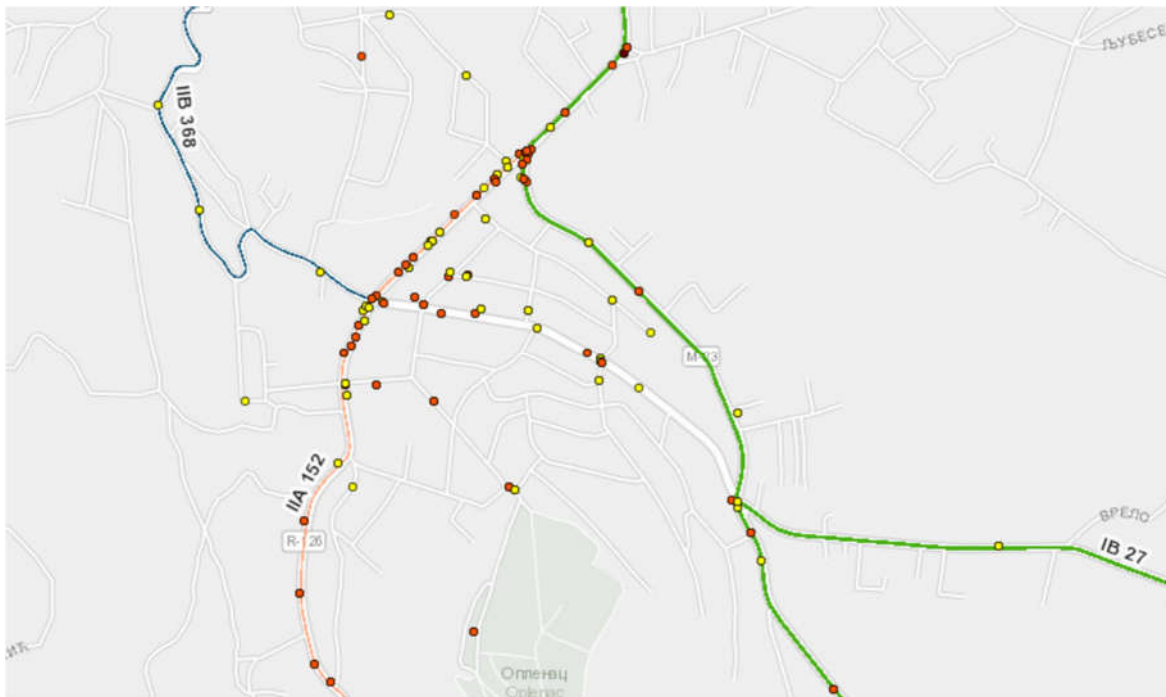 ЉУБЕСЕ
IIB 368
M-23
IIA 152
R-126
ВРЕЛО
IB 27
Опленац
Oplenac